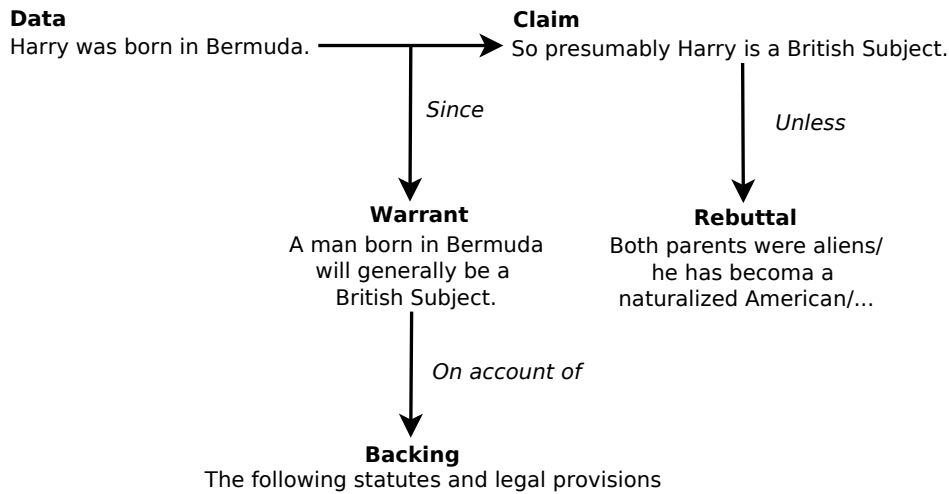 Data
Harry was born in Bermuda.
Claim
So presumably Harry is a British Subject.
Since
Unless
Warrant
A man born in Bermuda
will generally be a
British Subject.
Rebuttal
Both parents were aliens/
he has becoma a
naturalized American/...
On account of
Backing
The following statutes and legal provisions